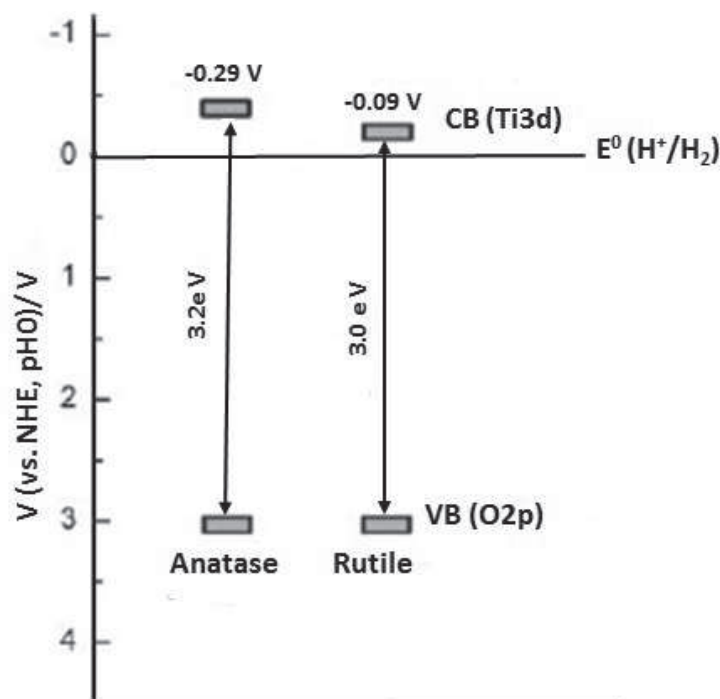 -1
-0.29 V
-0.09 V
CB (Ti3d)
0
E⁰ (H⁺/H₂)
1
3.2e V
3.0 e V
V (vs. NHE, pH0)/ V
2
3
VB (O2p)
Anatase
Rutile
4